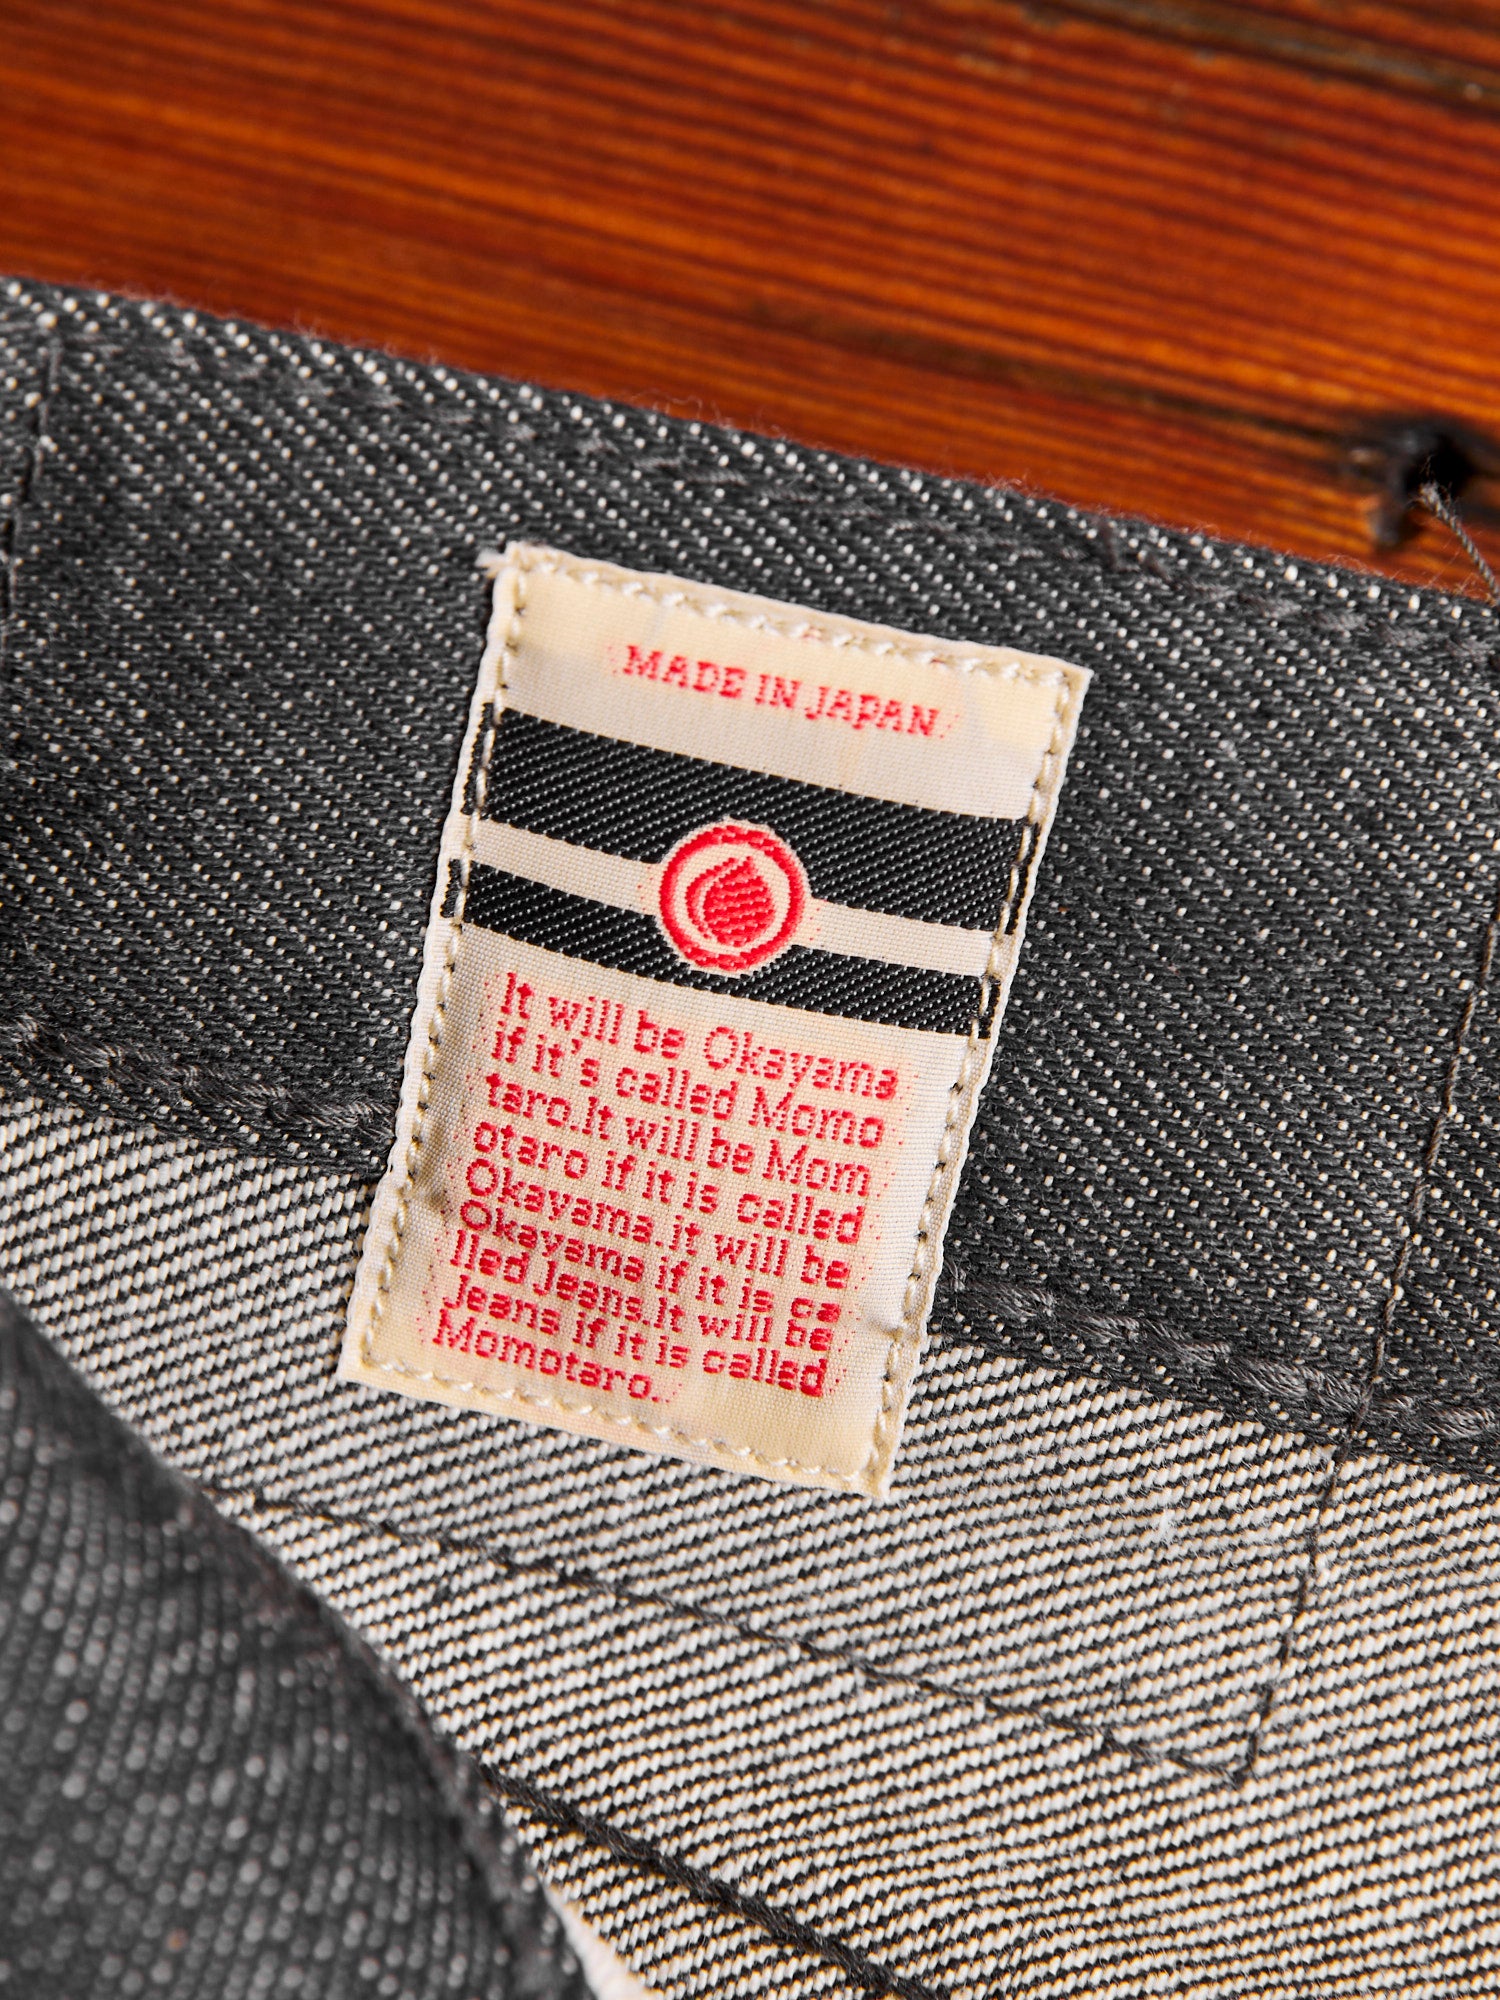 MADE IN JAPAN
It will be Okayama
if it's called Momo
taro.It will be Mom
otaro if it is called
Okayama.it will be
Okayama if it is ca
lled Jeans.It will be
Jeans if it is called
Momotaro.